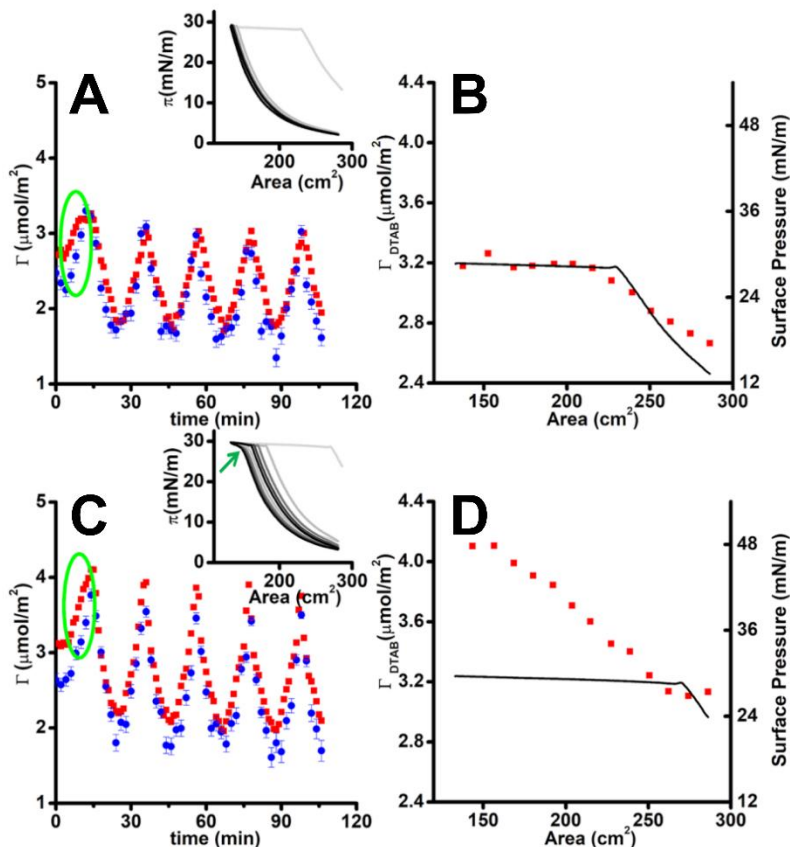 A
30
20
10
0
π(mN/m)
200
Area (cm²)
5
4
3
2
1
Γ (μmol/m²)
0 30 60 90 120
time (min)
B
4.4
4.0
3.6
3.2
2.8
2.4
Γ_DTAB(μmol/m²)
48
36
24
12
Surface Pressure (mN/m)
150 200 250 300
Area (cm²)
C
30
20
10
0
π(mN/m)
200
Area (cm²)
5
4
3
2
1
Γ (μmol/m²)
0 30 60 90 120
time (min)
D
4.4
4.0
3.6
3.2
2.8
2.4
Γ_DTAB(μmol/m²)
48
36
24
12
Surface Pressure (mN/m)
150 200 250 300
Area (cm²)